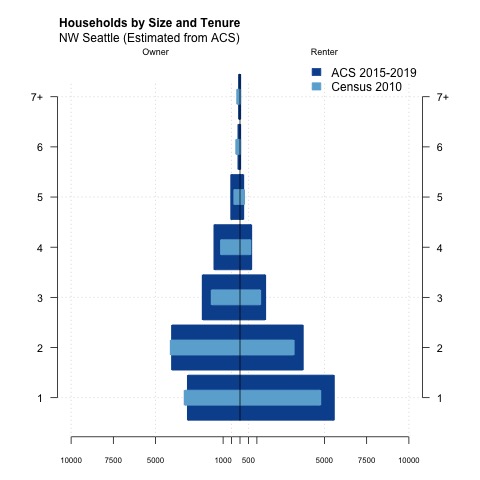 Households by Size and Tenure
NW Seattle (Estimated from ACS)
Owner
Renter
ACS 2015-2019
Census 2010
7+ 7+
6 6
5 5
4 4
3 3
2 2
1 1
10000 7500 5000 1000 500 5000 7500 10000